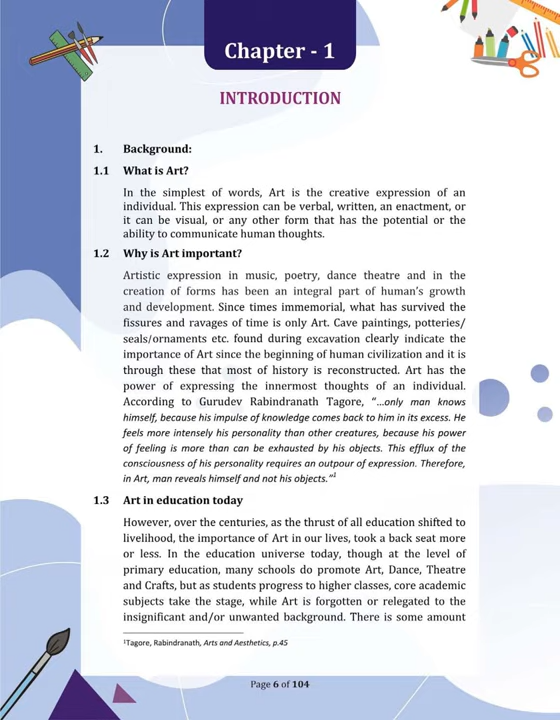 Chapter - 1
INTRODUCTION
1. Background:
1.1 What is Art?
In the simplest of words, Art is the creative expression of an
individual. This expression can be verbal, written, an enactment, or
it can be visual, or any other form that has the potential or the
ability to communicate human thoughts.
1.2 Why is Art important?
Artistic expression in music, poetry, dance theatre and in the
creation of forms has been an integral part of human’s growth
and development. Since times immemorial, what has survived the
fissures and ravages of time is only Art. Cave paintings, potteries/
seals/ornaments etc. found during excavation clearly indicate the
importance of Art since the beginning of human civilization and it is
through these that most of history is reconstructed. Art has the
power of expressing the innermost thoughts of an individual.
According to Gurudev Rabindranath Tagore, “…only man knows
himself, because his impulse of knowledge comes back to him in its excess. He
feels more intensely his personality than other creatures, because his power
of feeling is more than can be exhausted by his objects. This efflux of the
consciousness of his personality requires an outpour of expression. Therefore,
in Art, man reveals himself and not his objects.”1
1.3 Art in education today
However, over the centuries, as the thrust of all education shifted to
livelihood, the importance of Art in our lives, took a back seat more
or less. In the education universe today, though at the level of
primary education, many schools do promote Art, Dance, Theatre
and Crafts, but as students progress to higher classes, core academic
subjects take the stage, while Art is forgotten or relegated to the
insignificant and/or unwanted background. There is some amount
1Tagore, Rabindranath, Arts and Aesthetics, p.45
Page 6 of 104